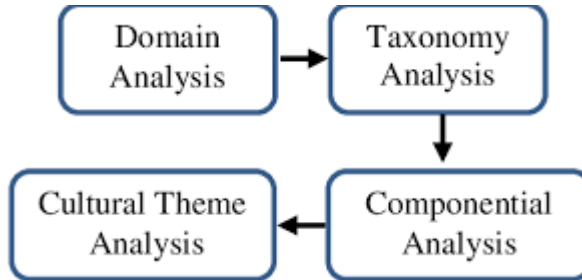 Domain
Analysis
Taxonomy
Analysis
Componential
Analysis
Cultural Theme
Analysis